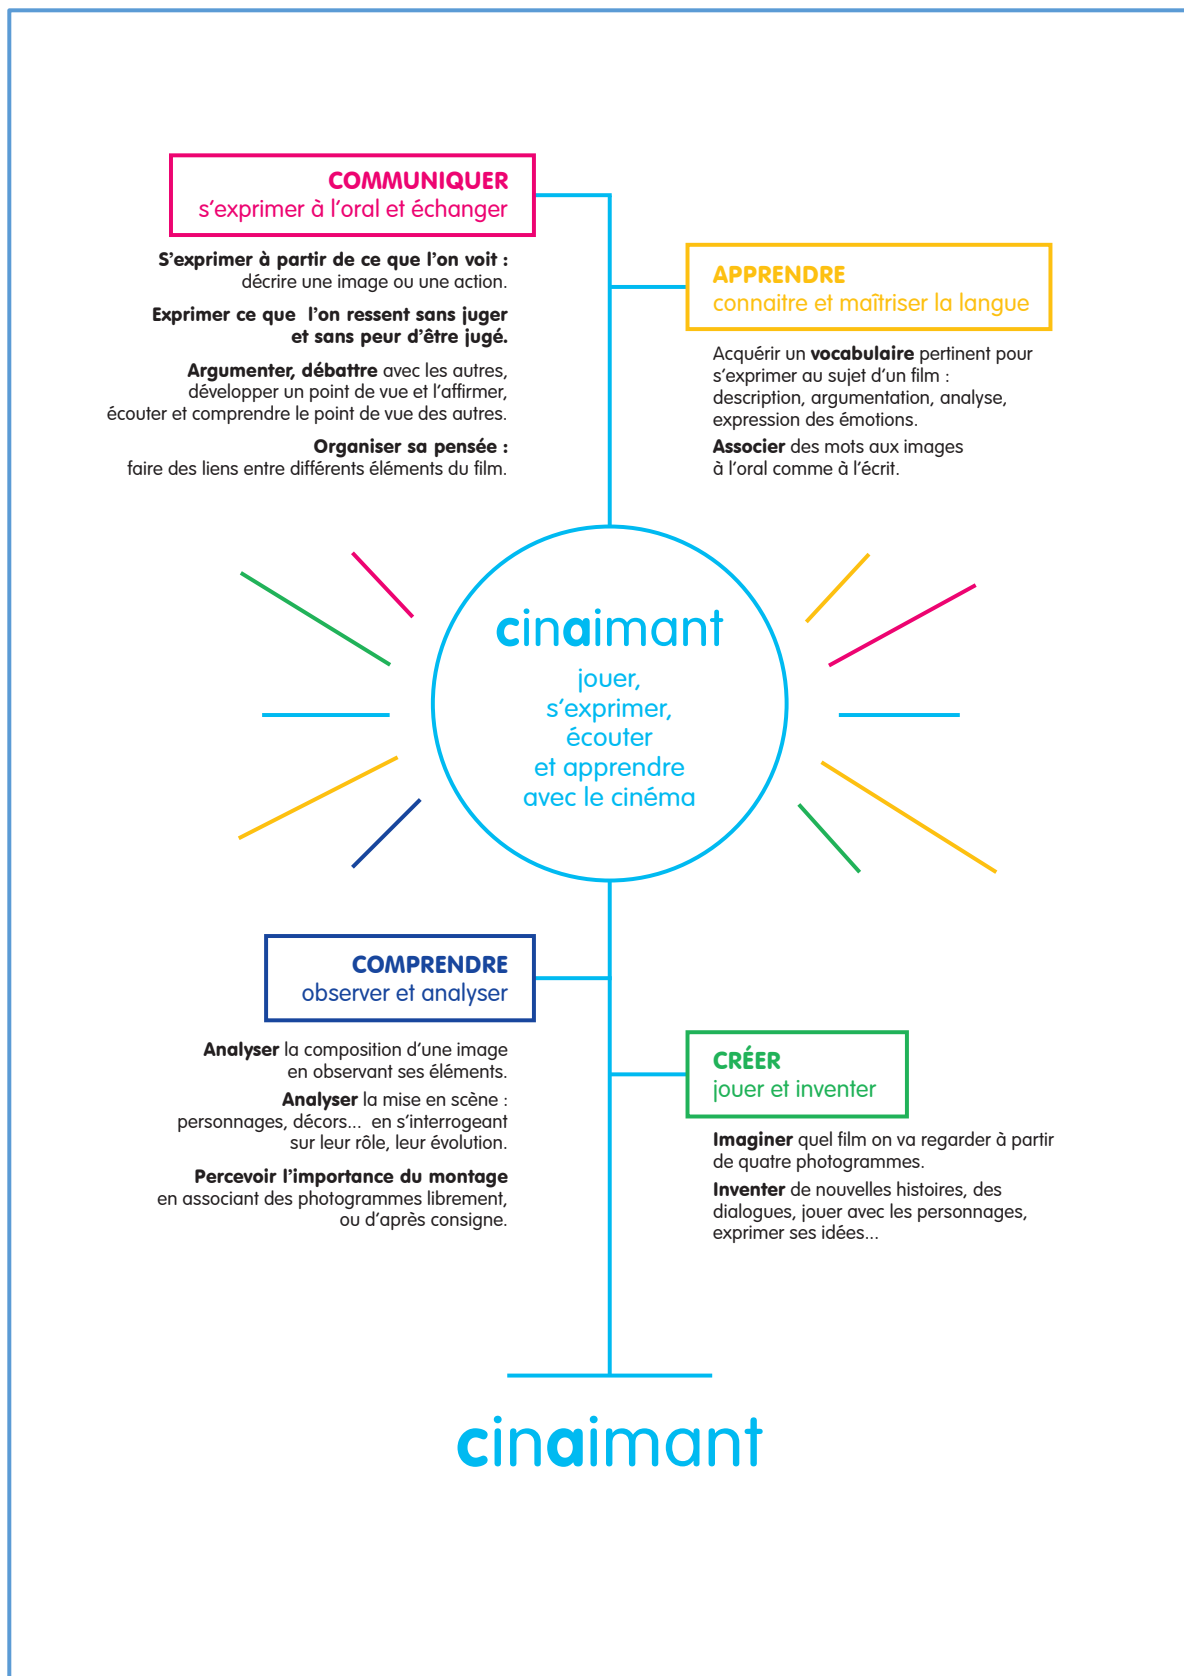 COMMUNIQUER
s'exprimer à l'oral et échanger
S'exprimer à partir de ce que l'on voit :
décrire une image ou une action.
Exprimer ce que  l'on ressent sans juger
et sans peur d'être jugé.
Argumenter, débattre avec les autres,
développer un point de vue et l'affirmer,
écouter et comprendre le point de vue des autres.
Organiser sa pensée :
faire des liens entre différents éléments du film.
APPRENDRE
connaitre et maîtriser la langue
Acquérir un vocabulaire pertinent pour
s'exprimer au sujet d'un film :
description, argumentation, analyse,
expression des émotions.
Associer des mots aux images
à l'oral comme à l'écrit.
cinaimant
jouer,
s'exprimer,
écouter
et apprendre
avec le cinéma
COMPRENDRE
observer et analyser
Analyser la composition d'une image
en observant ses éléments.
Analyser la mise en scène :
personnages, décors...  en s'interrogeant
sur leur rôle, leur évolution.
Percevoir l'importance du montage
en associant des photogrammes librement,
ou d'après consigne.
CRÉER
jouer et inventer
Imaginer quel film on va regarder à partir
de quatre photogrammes.
Inventer de nouvelles histoires, des
dialogues, jouer avec les personnages,
exprimer ses idées...
cinaimant